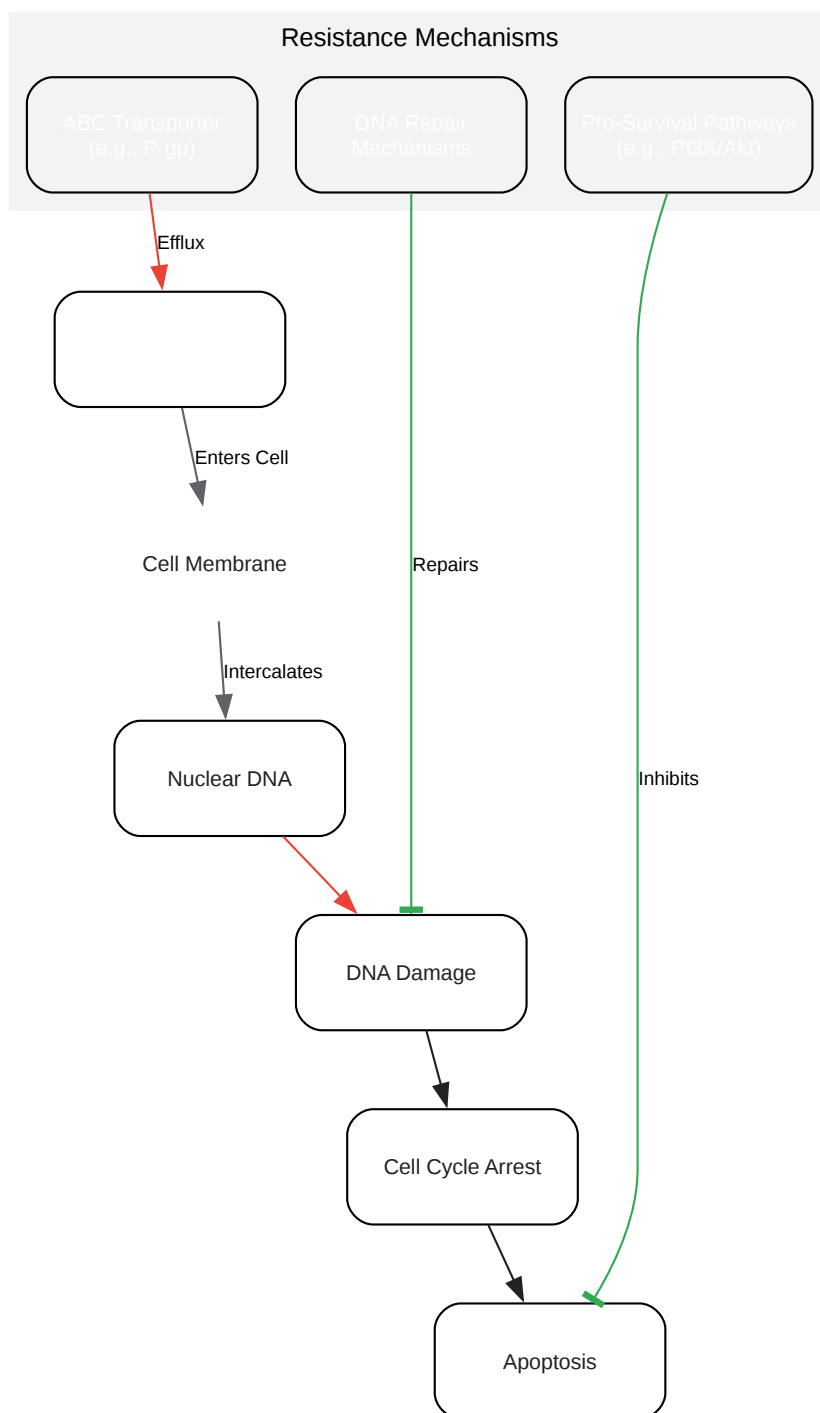 Resistance Mechanisms
ABC Transporter
(e.g., P-gp)
DNA Repair
Mechanisms
Pro-Survival Pathways
(e.g., PI3K/Akt)
Efflux
Enters Cell
Cell Membrane
Repairs
Intercalates
Nuclear DNA
Inhibits
DNA Damage
Cell Cycle Arrest
Apoptosis